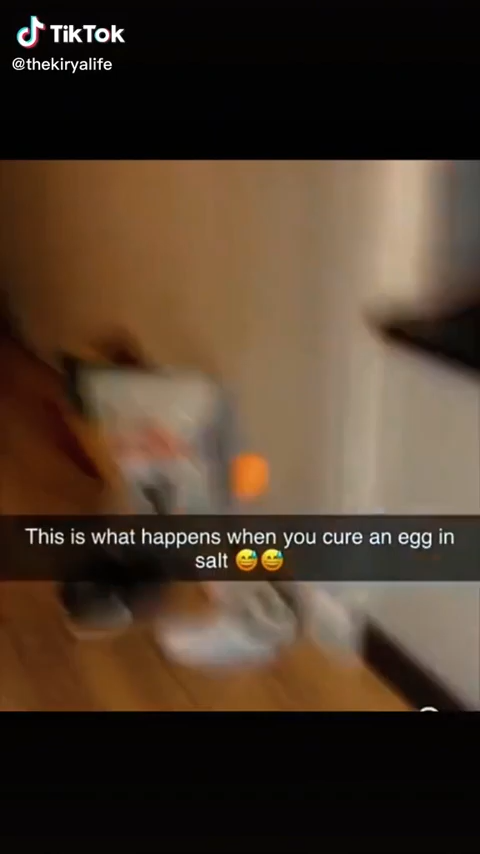 TikTok
@thekiryalife
This is what happens when you cure an egg in
salt 😅😅